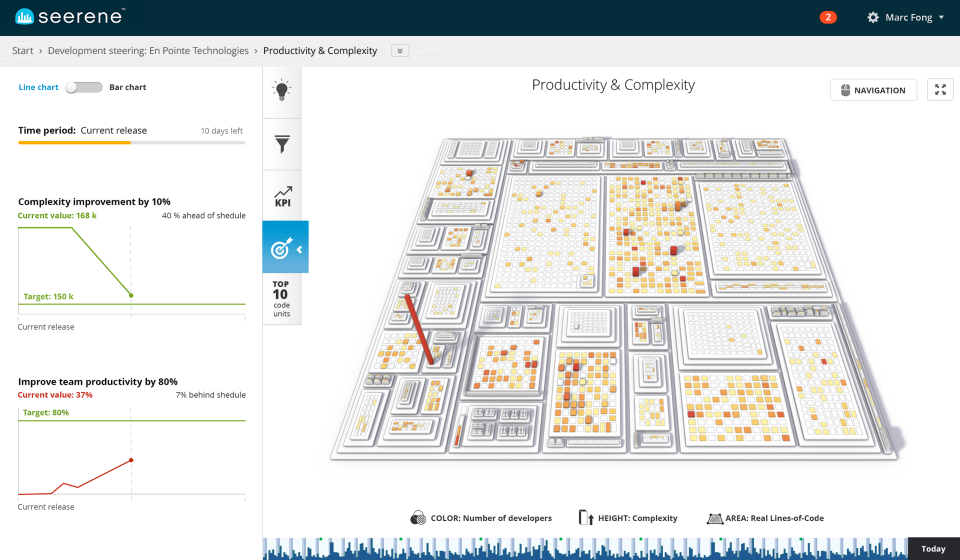 seerene™
2
Marc Fong
Start › Development steering: En Pointe Technologies › Productivity & Complexity
Line chart
Bar chart
Time period: Current release
10 days left
Complexity improvement by 10%
Current value: 168 k
40 % ahead of shedule
Target: 150 k
Current release
Improve team productivity by 80%
Current value: 37%
7% behind shedule
Target: 80%
Current release
KPI
TOP
10
code
units
Productivity & Complexity
NAVIGATION
COLOR: Number of developers
HEIGHT: Complexity
AREA: Real Lines-of-Code
Today